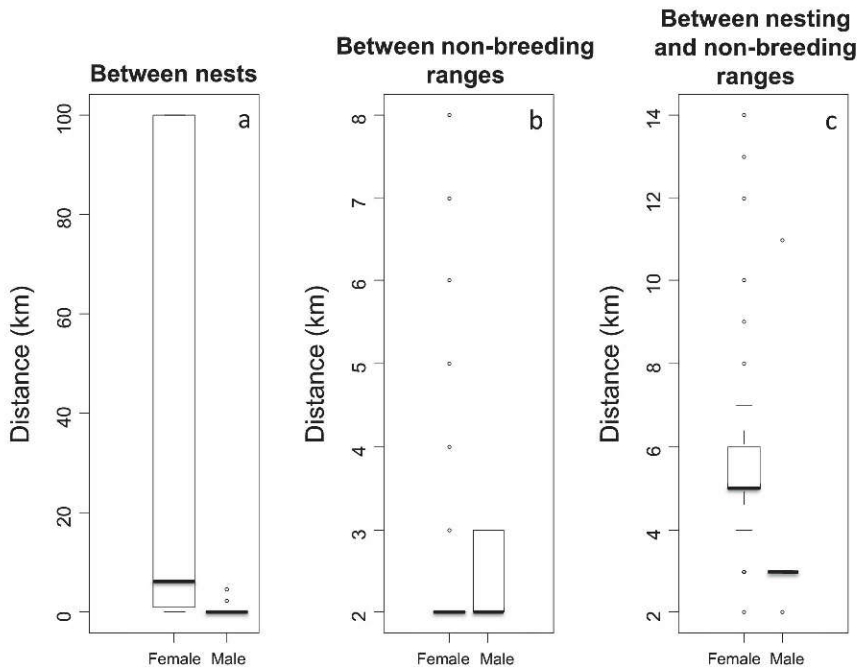 Between nests
a
Distance (km)
100
80
60
40
20
0
Female Male
Between non-breeding
ranges
b
Distance (km)
8
7
6
5
4
3
2
Female Male
Between nesting
and non-breeding
ranges
c
Distance (km)
14
12
10
8
6
4
2
Female Male